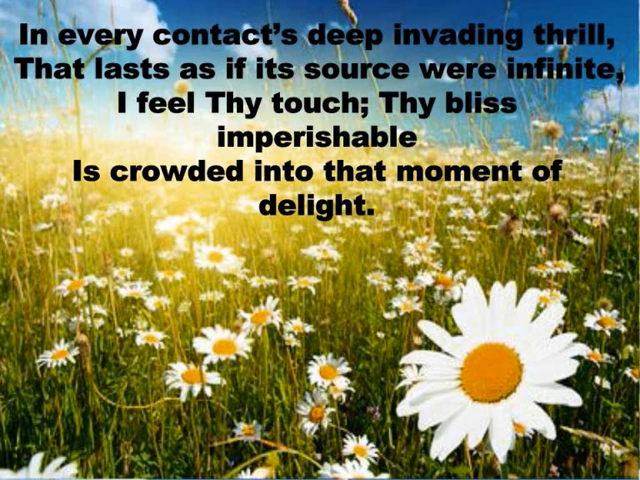 In every contact’s deep invading thrill,
That lasts as if its source were infinite,
I feel Thy touch; Thy bliss
imperishable
Is crowded into that moment of
delight.